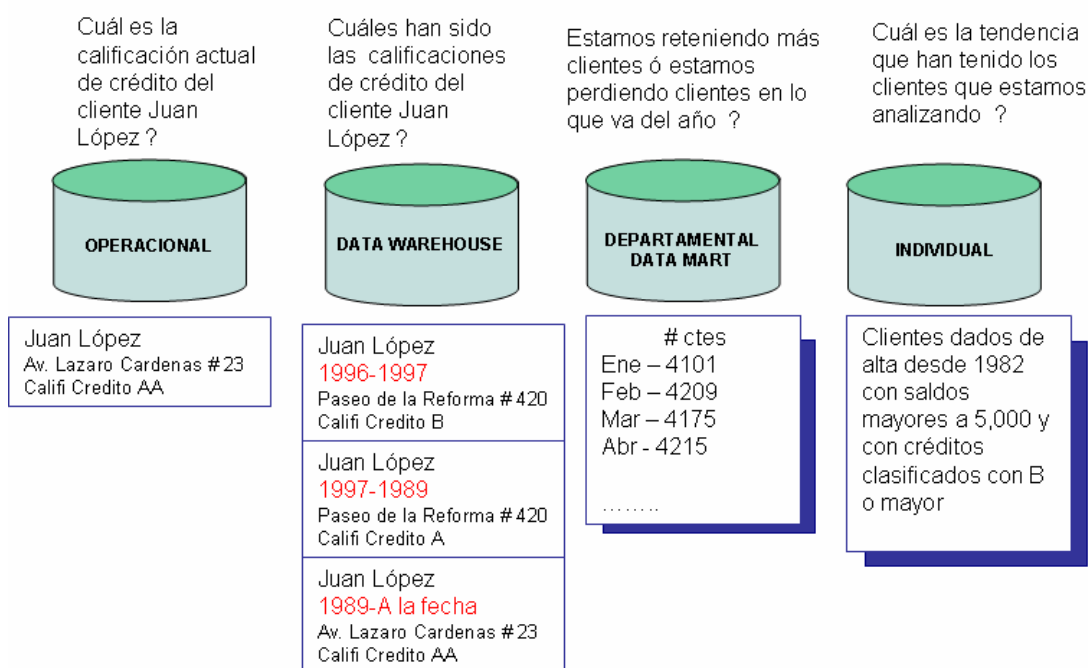 Cuál es la
calificación actual
de crédito del
cliente Juan
López ?
Cuáles han sido
las calificaciones
de crédito del
cliente Juan
López ?
Estamos reteniendo más
clientes ó estamos
perdiendo clientes en lo
que va del año ?
Cuál es la tendencia
que han tenido los
clientes que estamos
analizando ?
OPERACIONAL
DATA WAREHOUSE
DEPARTAMENTAL
DATA MART
INDIVIDUAL
Juan López
Av. Lazaro Cardenas #23
Califi Credito AA
Juan López
1996-1997
Paseo de la Reforma #420
Califi Credito B
Juan López
1997-1989
Paseo de la Reforma #420
Califi Credito A
Juan López
1989-A la fecha
Av. Lazaro Cardenas #23
Califi Credito AA
# ctes
Ene – 4101
Feb – 4209
Mar – 4175
Abr - 4215
……..
Clientes dados de
alta desde 1982
con saldos
mayores a 5,000 y
con créditos
clasificados con B
o mayor